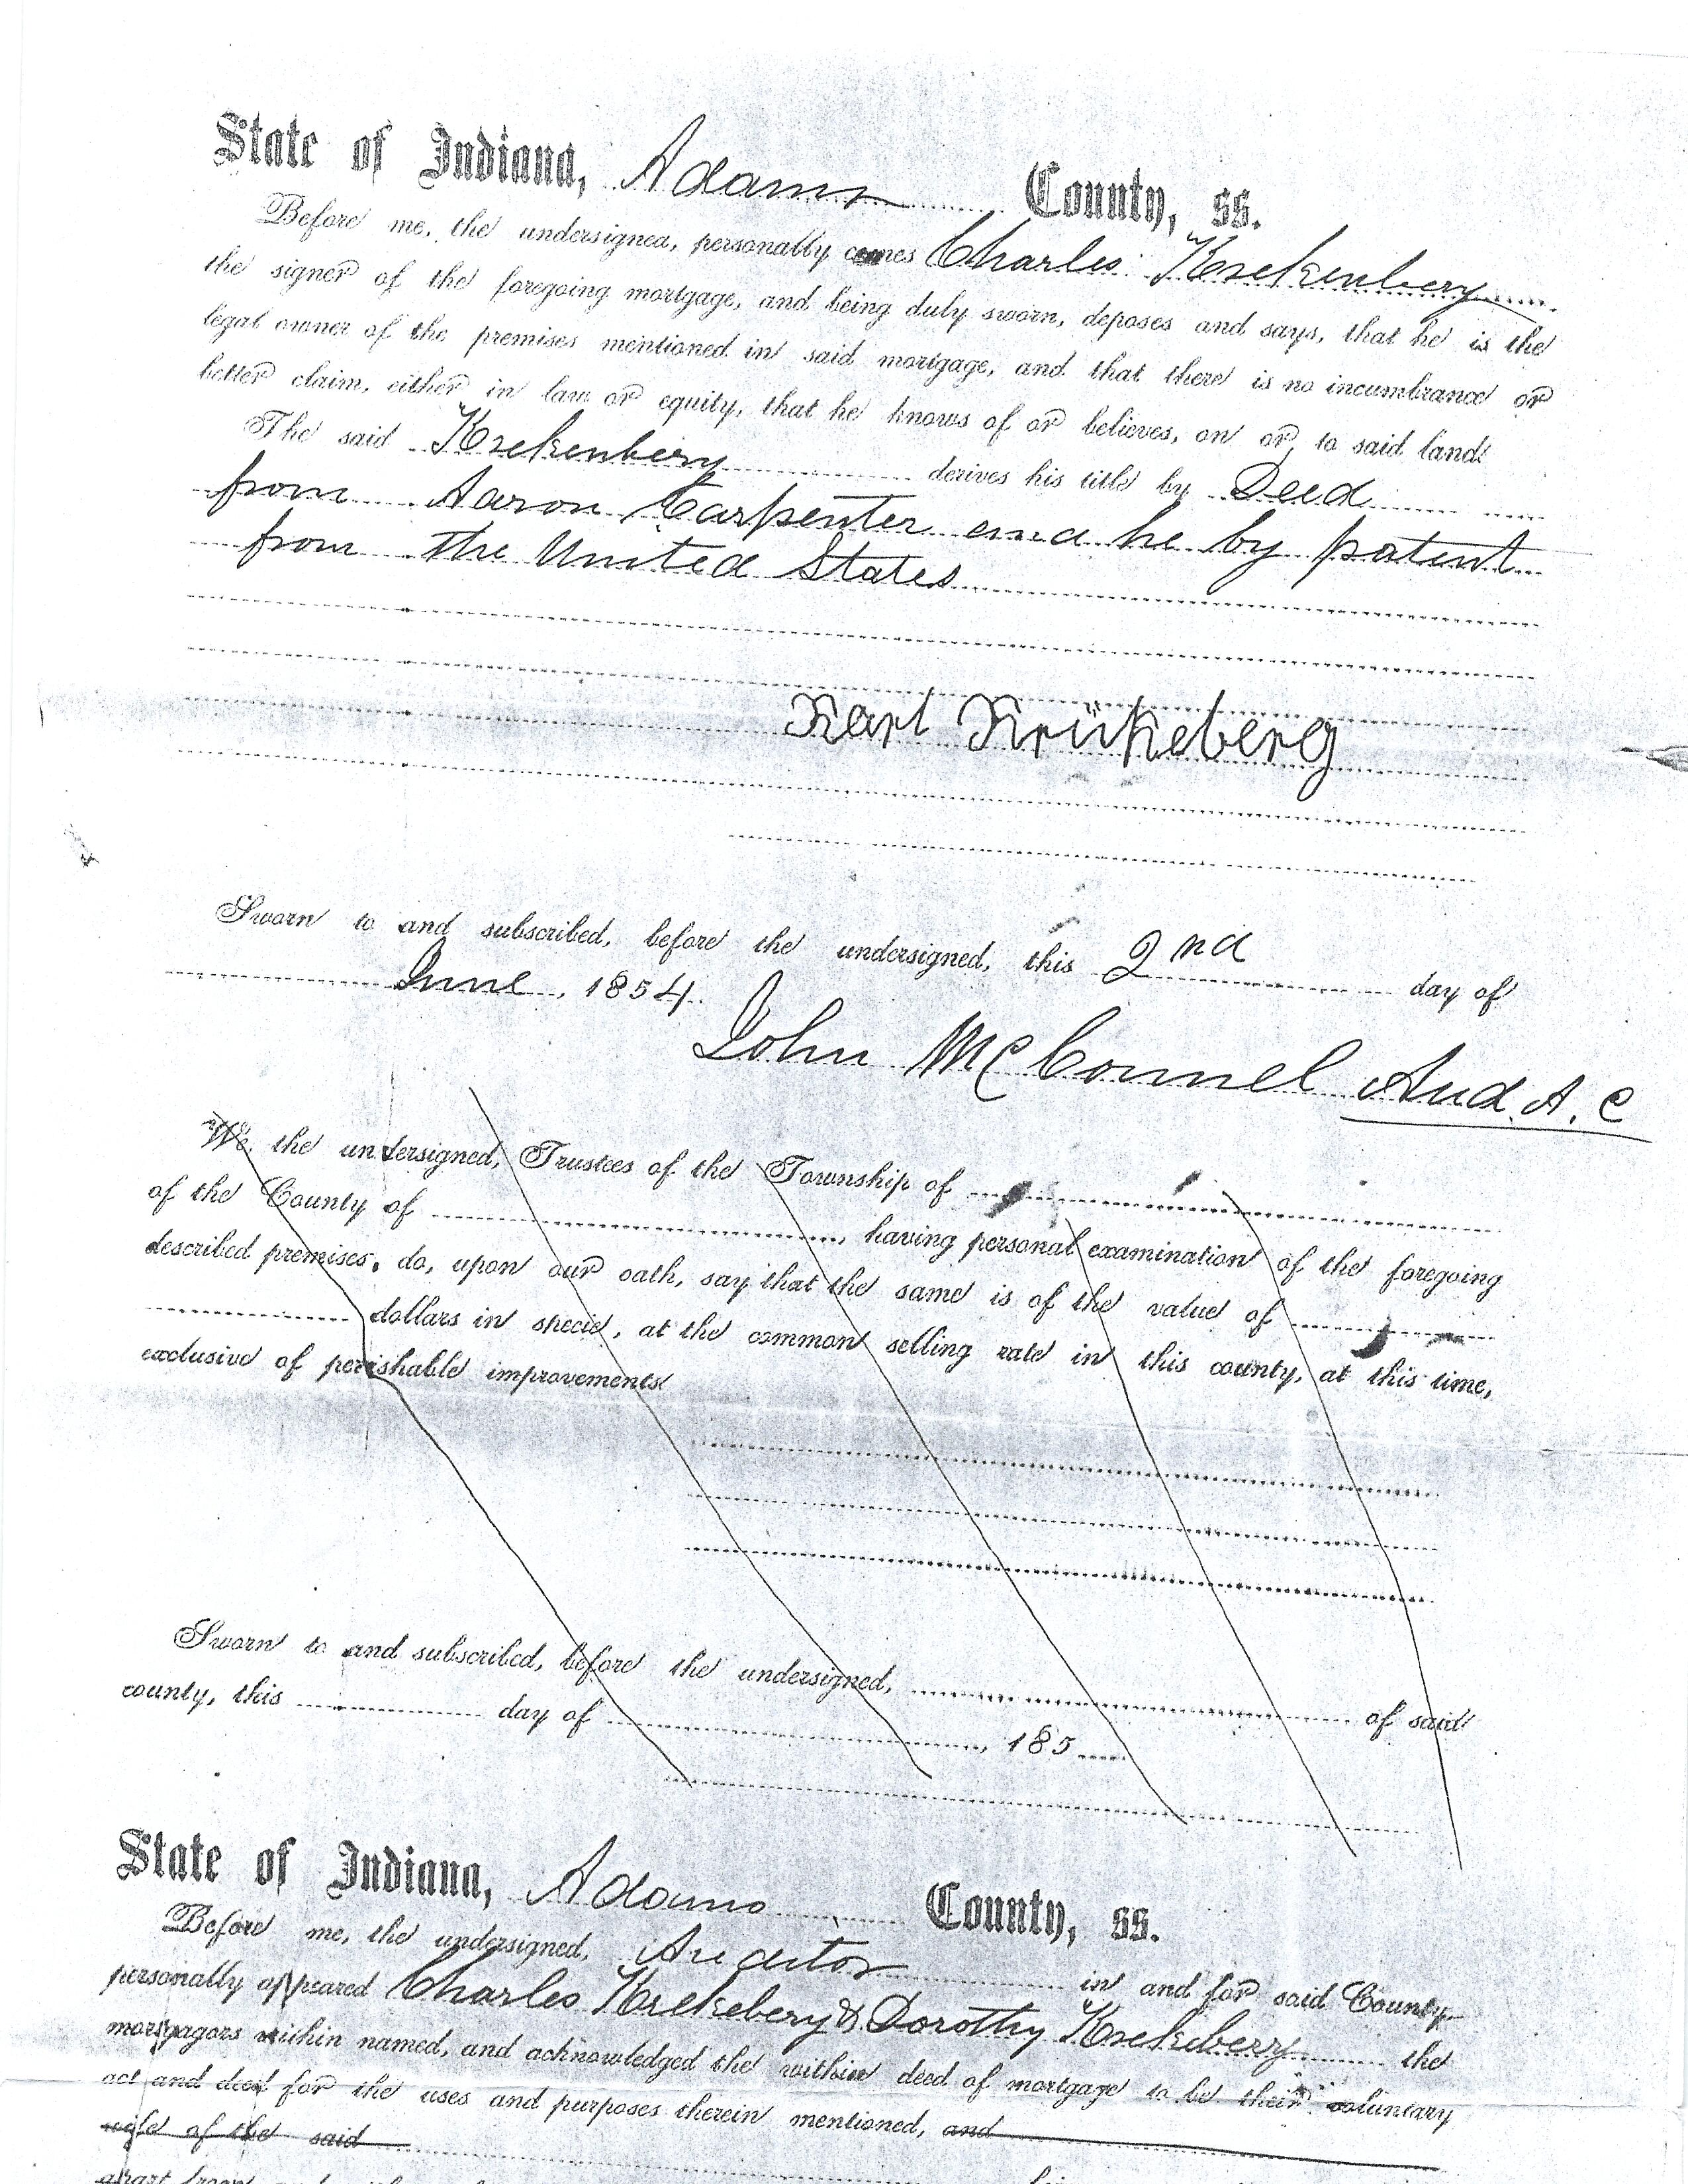 State of Indiana, Adams County, ss.
Before me, the undersigned, personally comes Charles Krekenberg
the signer of the foregoing mortgage, and being duly sworn, deposes and says, that he is the
legal owner of the premises mentioned in said mortgage, and that there is no incumbrance or
better claim, either in law or equity, that he knows of or believes, on or to said land
The said Krekenberg derives his title by Deed
from Aaron Carpenter and he by patent
from the United States
Karl Krükeberg
Sworn to and subscribed, before the undersigned, this 2nd day of
June, 1854.
John McConnel Aud. A. C
We, the undersigned, Trustees of the Township of
of the County of , having personal examination of the foregoing
described premises, do, upon our oath, say that the same is of the value of
dollars in specie, at the common selling rate in this county, at this time,
exclusive of perishable improvements
Sworn to and subscribed, before the undersigned, of said
county, this day of , 185
State of Indiana, Adams County, ss.
Before me, the undersigned, Auditor in and for said County
personally appeared Charles Krekeberg & Dorothy Krekeberg the
mortgagors within named, and acknowledged the within deed of mortgage to be their voluntary
act and deed for the uses and purposes therein mentioned, and
wife of the said
apart from